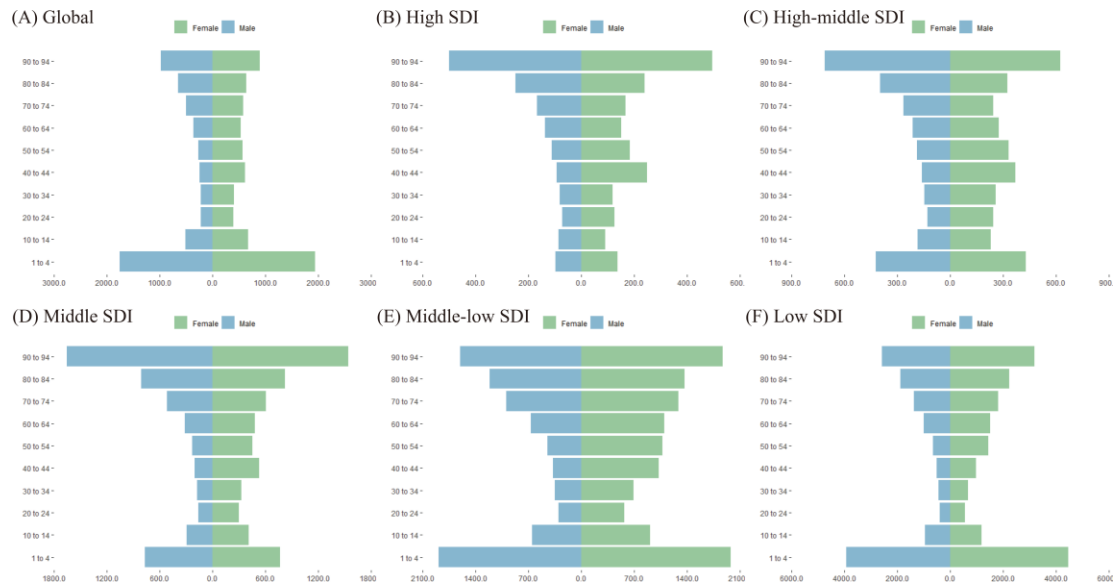 (A) Global
Female Male
90 to 94
80 to 84
70 to 74
60 to 64
50 to 54
40 to 44
30 to 34
20 to 24
10 to 14
1 to 4
3000.0 2000.0 1000.0 0.0 1000.0 2000.0 3000
(B) High SDI
Female Male
90 to 94
80 to 84
70 to 74
60 to 64
50 to 54
40 to 44
30 to 34
20 to 24
10 to 14
1 to 4
600.0 400.0 200.0 0.0 200.0 400.0 600.
(C) High-middle SDI
Female Male
90 to 94
80 to 84
70 to 74
60 to 64
50 to 54
40 to 44
30 to 34
20 to 24
10 to 14
1 to 4
900.0 600.0 300.0 0.0 300.0 600.0 900.
(D) Middle SDI
Female Male
90 to 94
80 to 84
70 to 74
60 to 64
50 to 54
40 to 44
30 to 34
20 to 24
10 to 14
1 to 4
1800.0 1200.0 600.0 0.0 600.0 1200.0 1800
(E) Middle-low SDI
Female Male
90 to 94
80 to 84
70 to 74
60 to 64
50 to 54
40 to 44
30 to 34
20 to 24
10 to 14
1 to 4
2100.0 1400.0 700.0 0.0 700.0 1400.0 2100
(F) Low SDI
Female Male
90 to 94
80 to 84
70 to 74
60 to 64
50 to 54
40 to 44
30 to 34
20 to 24
10 to 14
1 to 4
6000.0 4000.0 2000.0 0.0 2000.0 4000.0 6000